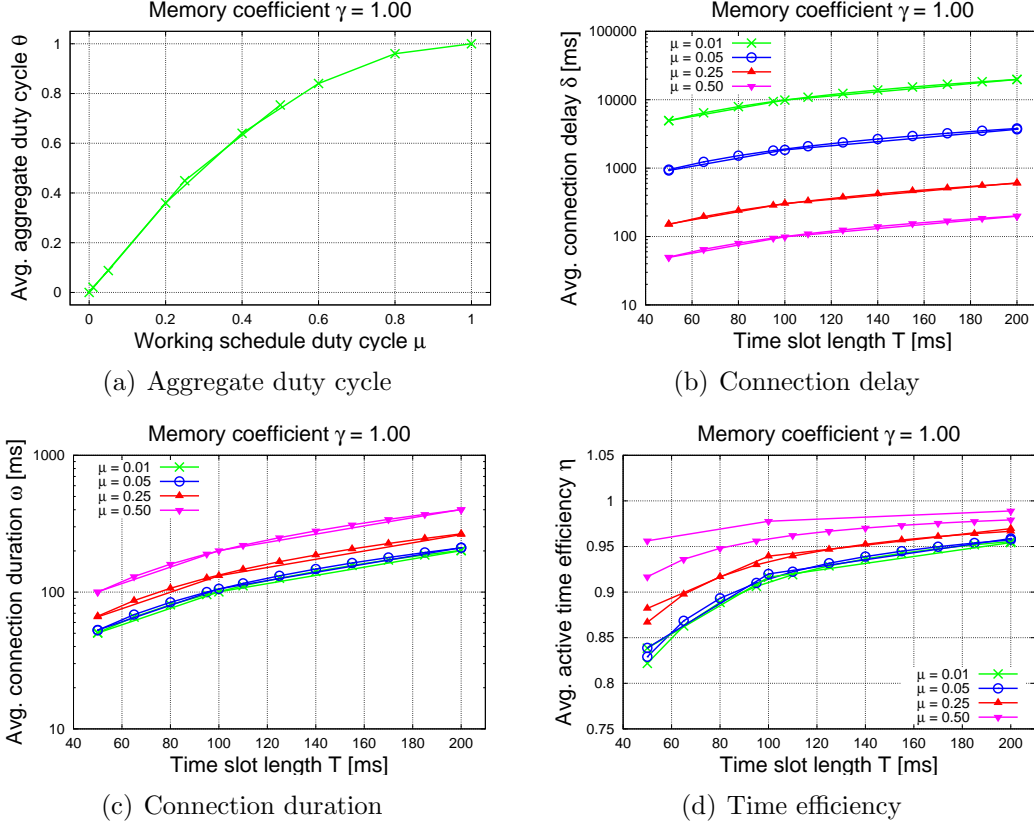 Memory coefficient γ = 1.00
Avg. aggregate duty cycle θ
1
0.8
0.6
0.4
0.2
0
0 0.2 0.4 0.6 0.8 1
Working schedule duty cycle μ
(a) Aggregate duty cycle
Memory coefficient γ = 1.00
Avg. connection delay δ [ms]
100000
10000
1000
100
10
μ = 0.01
μ = 0.05
μ = 0.25
μ = 0.50
40 60 80 100 120 140 160 180 200
Time slot length T [ms]
(b) Connection delay
Memory coefficient γ = 1.00
Avg. connection duration ω [ms]
1000
100
10
μ = 0.01
μ = 0.05
μ = 0.25
μ = 0.50
40 60 80 100 120 140 160 180 200
Time slot length T [ms]
(c) Connection duration
Memory coefficient γ = 1.00
Avg. active time efficiency η
1.05
1
0.95
0.9
0.85
0.8
0.75
μ = 0.01
μ = 0.05
μ = 0.25
μ = 0.50
40 60 80 100 120 140 160 180 200
Time slot length T [ms]
(d) Time efficiency